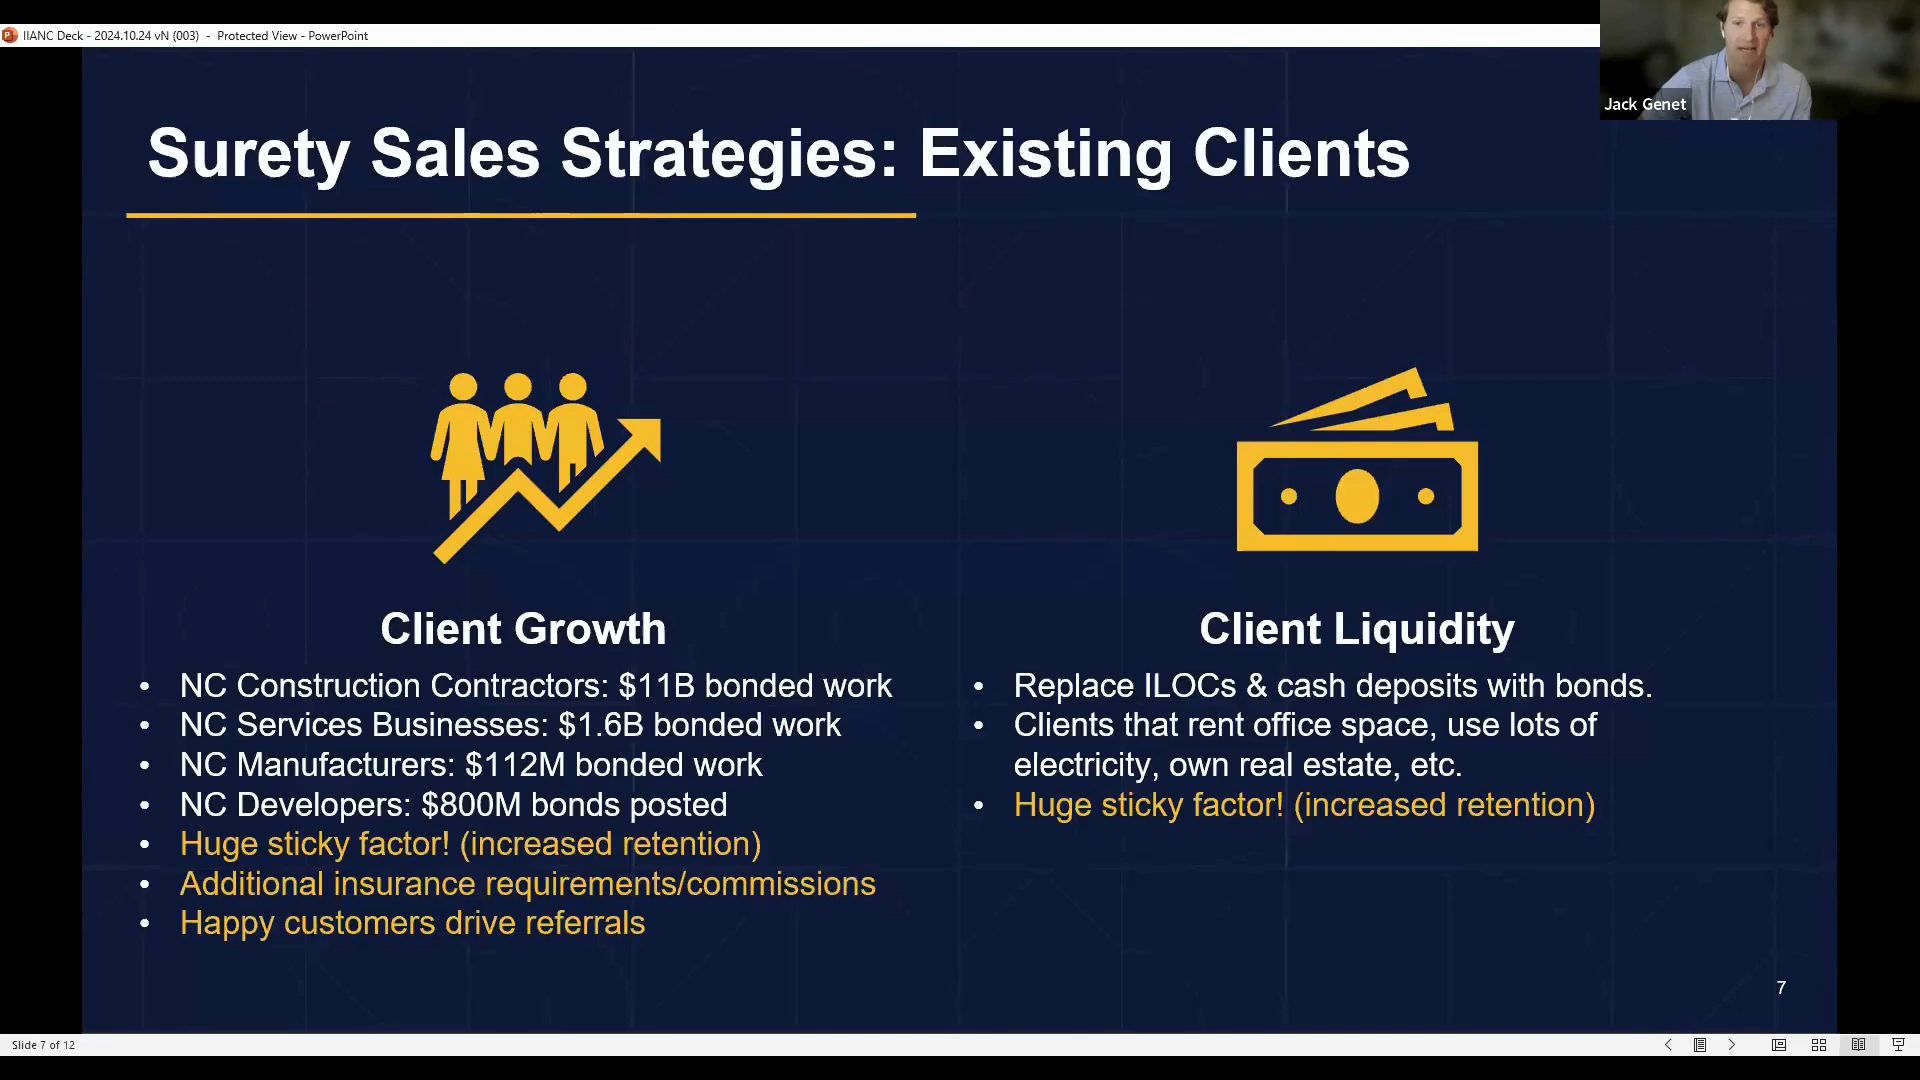 IIANC Deck - 2024.10.24 vN (003) - Protected View - PowerPoint
Jack Genet
Surety Sales Strategies: Existing Clients
Client Growth
• NC Construction Contractors: $11B bonded work
• NC Services Businesses: $1.6B bonded work
• NC Manufacturers: $112M bonded work
• NC Developers: $800M bonds posted
• Huge sticky factor! (increased retention)
• Additional insurance requirements/commissions
• Happy customers drive referrals
Client Liquidity
• Replace ILOCs & cash deposits with bonds.
• Clients that rent office space, use lots of
electricity, own real estate, etc.
• Huge sticky factor! (increased retention)
7
Slide 7 of 12